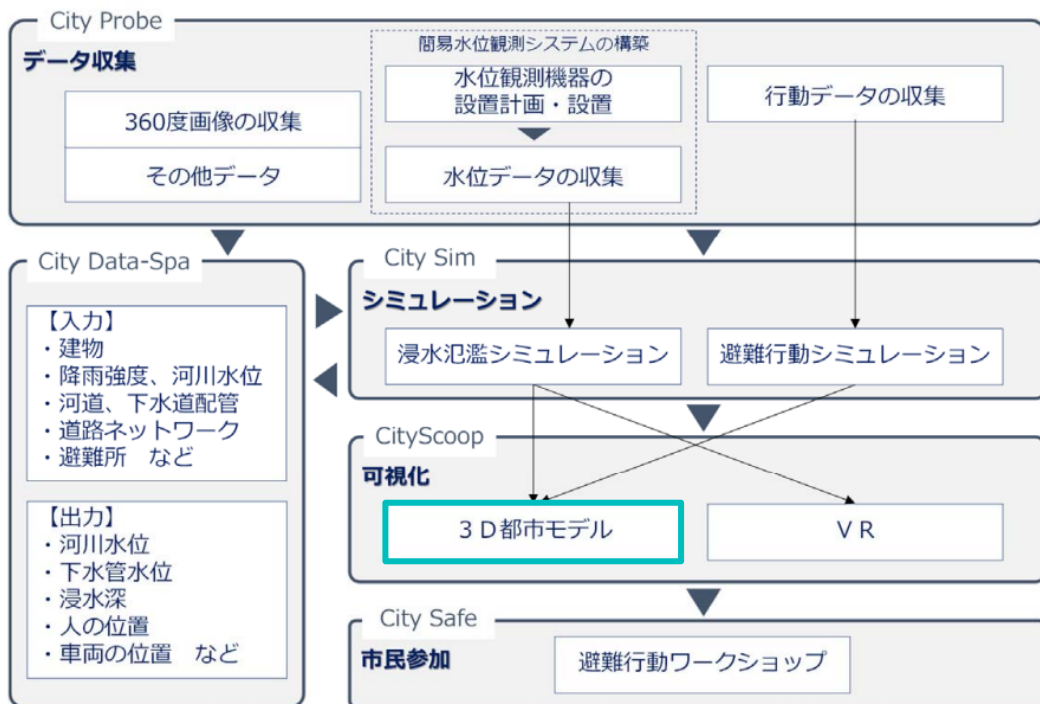 City Probe
データ収集
360度画像の収集
その他データ
簡易水位観測システムの構築
水位観測機器の
設置計画・設置
水位データの収集
行動データの収集
City Data-Spa
【入力】
・建物
・降雨強度、河川水位
・河道、下水道配管
・道路ネットワーク
・避難所　など
【出力】
・河川水位
・下水管水位
・浸水深
・人の位置
・車両の位置　など
City Sim
シミュレーション
浸水氾濫シミュレーション
避難行動シミュレーション
CityScoop
可視化
３Ｄ都市モデル
ＶＲ
City Safe
市民参加
避難行動ワークショップ